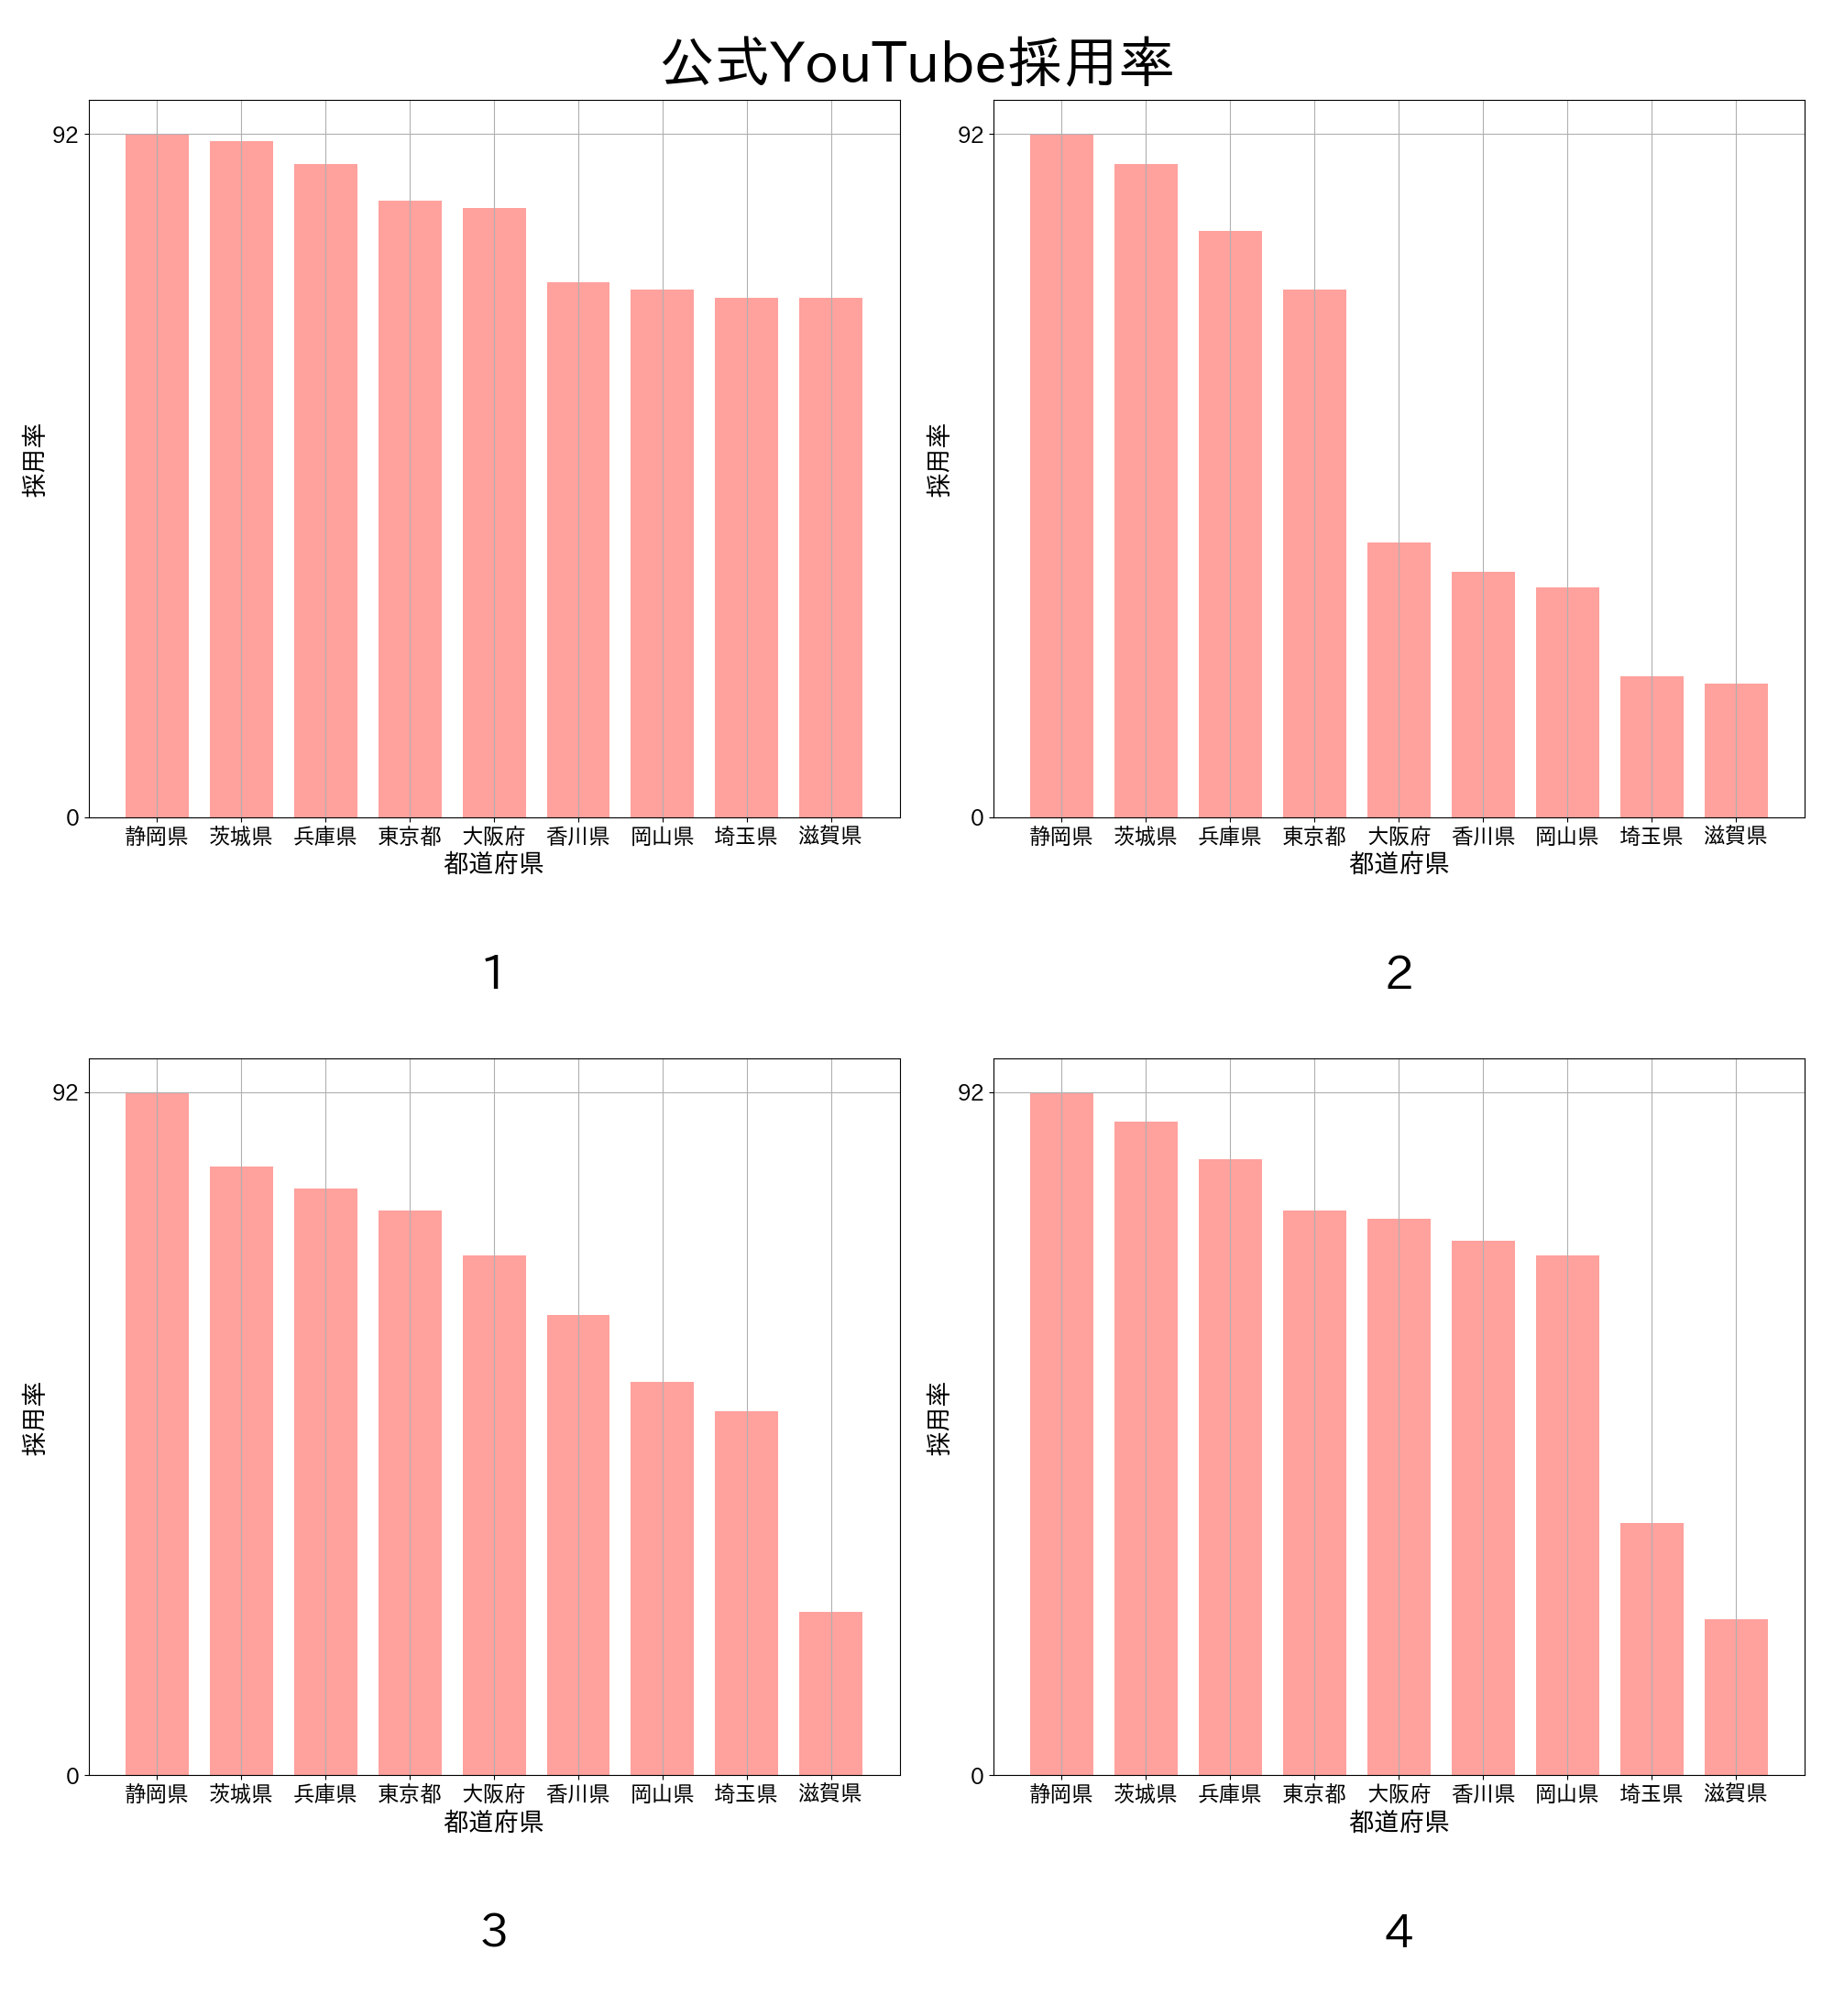 公式YouTube採用率
92
0
採用率
静岡県 茨城県 兵庫県 東京都 大阪府 香川県 岡山県 埼玉県 滋賀県
都道府県
1
92
0
採用率
静岡県 茨城県 兵庫県 東京都 大阪府 香川県 岡山県 埼玉県 滋賀県
都道府県
2
92
0
採用率
静岡県 茨城県 兵庫県 東京都 大阪府 香川県 岡山県 埼玉県 滋賀県
都道府県
3
92
0
採用率
静岡県 茨城県 兵庫県 東京都 大阪府 香川県 岡山県 埼玉県 滋賀県
都道府県
4